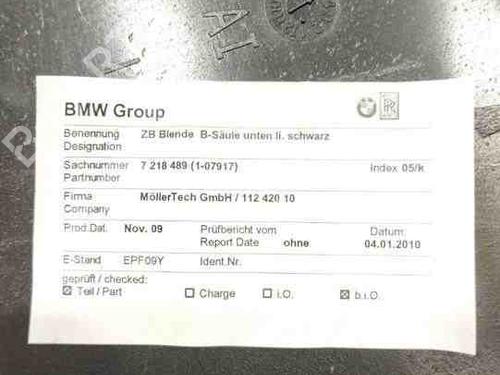 AI
BMW Group
Benennung ZB Blende B-Säule unten li. schwarz
Designation
Sachnummer 7 218 489 (1-07917) Index 05/k
Partnumber
Firma MöllerTech GmbH / 112 420 10
Company
Prod.Dat. Nov. 09 Prüfbericht vom Datum:
Report Date ohne 04.01.2010
E-Stand EPF09Y Ident.Nr.
geprüft / checked:
☒ Teil / Part ☐ Charge ☐ i.O. ☒ b.i.O.